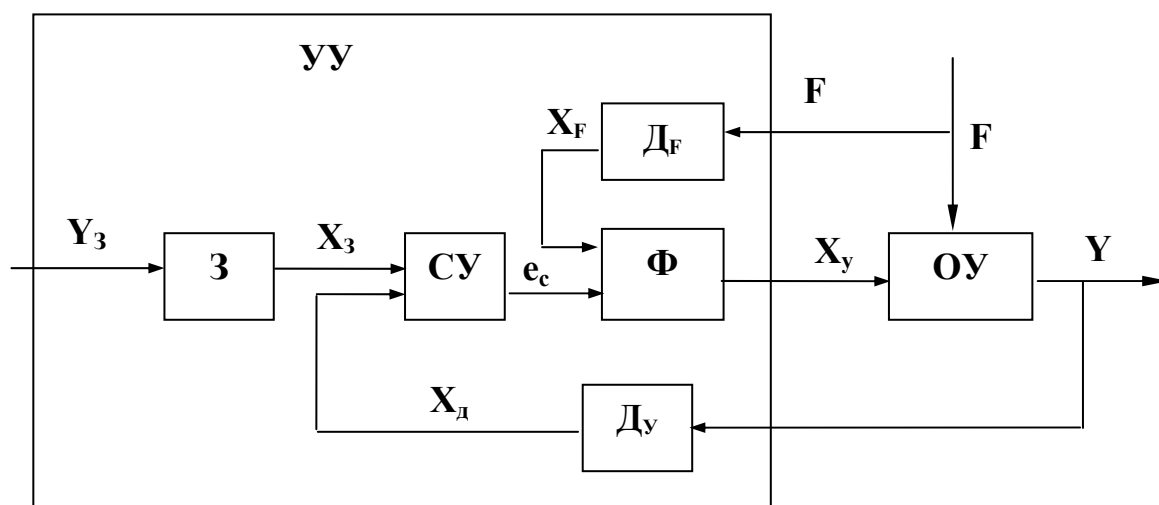 УУ
F
X_F
Д_F
F
Y_З
З
X_З
СУ
e_c
Ф
X_у
ОУ
Y
X_д
Д_У